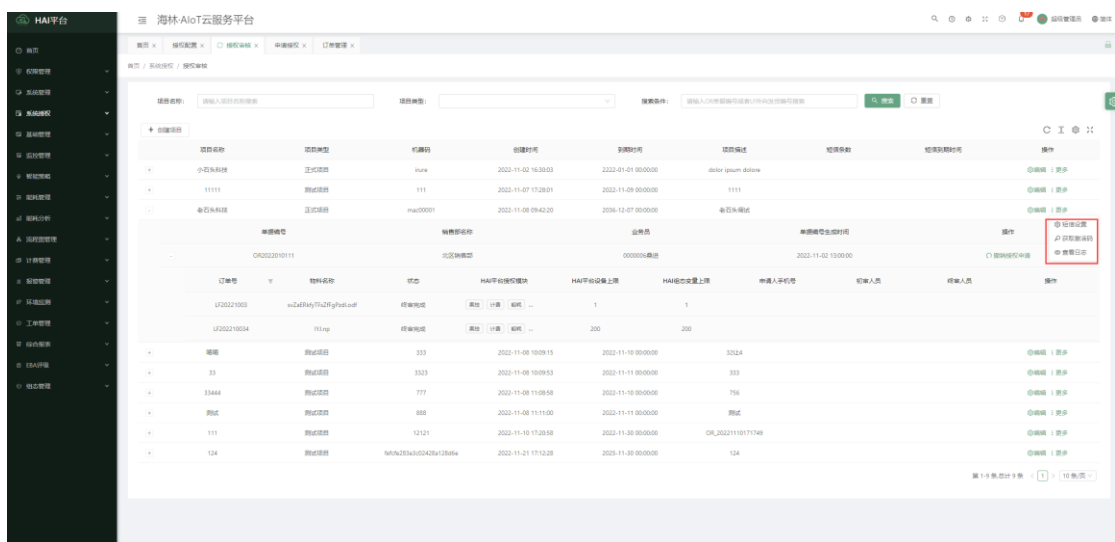 HAI平台
海林·AIoT云服务平台
超级管理员 简体
首页
权限管理
系统管理
系统授权
基础管理
监控管理
智能策略
能耗管理
能耗分析
流程图管理
计费管理
报警管理
环境监测
工单管理
综合报表
EBA评级
组态管理
首页 × 授权配置 × 授权审核 × 申请授权 × 订单管理 ×
首页 / 系统授权 / 授权审核
项目名称: 请输入项目名称搜索 项目类型: 搜索条件: 搜索 重置
+ 创建项目
项目名称 项目类型 机器码 创建时间 到期时间 项目描述 短信条数 短信到期时间 操作
小石头科技 正式项目 irure 2022-11-02 16:30:03 2222-01-01 00:00:00 dolor ipsum dolore 编辑 | 更多
11111 测试项目 111 2022-11-07 17:28:01 2022-11-09 00:00:00 1111 编辑 | 更多
老石头科技 正式项目 mac00001 2022-11-08 09:42:20 2036-12-07 00:00:00 编辑 | 更多
短信设置
获取激活码
查看日志
单据编号 销售部名称 业务员 单据编号生成时间 操作
OR2022010111 2022-11-02 13:00:00 撤销授权申请
订单号 物料名称 状态 HAI平台授权模块 HAI平台设备上限 HAI组态变量上限 申请人手机号 初审人员 终审人员 操作
LF20221003 终审完成 1 1
LF202210034 终审完成 200 200
嘟嘟 测试项目 333 2022-11-08 10:09:15 2022-11-10 00:00:00 编辑 | 更多
33 测试项目 3323 2022-11-08 10:09:53 2022-11-11 00:00:00 333 编辑 | 更多
33444 测试项目 777 2022-11-08 11:08:58 2022-11-10 00:00:00 756 编辑 | 更多
测试 测试项目 888 2022-11-08 11:11:00 2022-11-11 00:00:00 测试 编辑 | 更多
111 测试项目 12121 2022-11-10 17:20:58 2022-11-30 00:00:00 OR_20221110171749 编辑 | 更多
124 测试项目 2022-11-21 17:12:28 2025-11-30 00:00:00 124 编辑 | 更多
第 1-9 条,总计 9 条 < 1 > 10 条/页